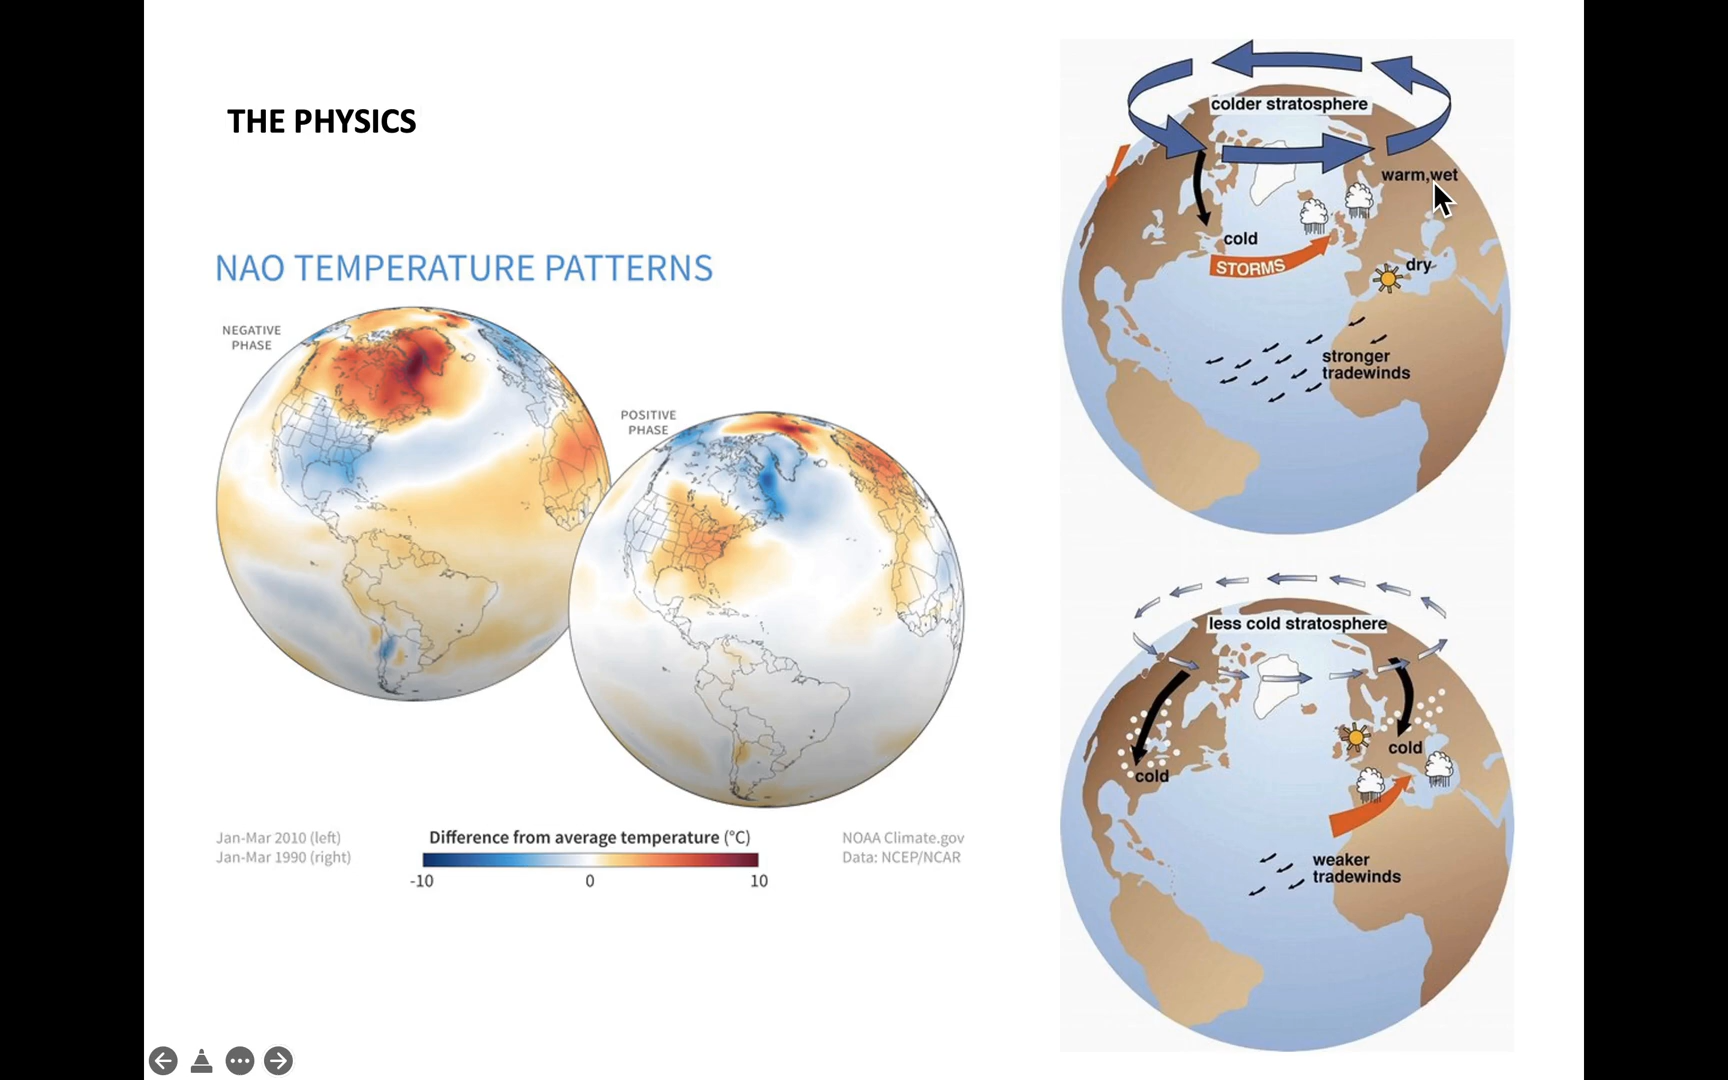 THE PHYSICS
NAO TEMPERATURE PATTERNS
NEGATIVE
PHASE
POSITIVE
PHASE
Jan-Mar 2010 (left)
Jan-Mar 1990 (right)
Difference from average temperature (°C)
-10
0
10
NOAA Climate.gov
Data: NCEP/NCAR
colder stratosphere
warm,wet
cold
STORMS
dry
stronger
tradewinds
less cold stratosphere
cold
cold
weaker
tradewinds